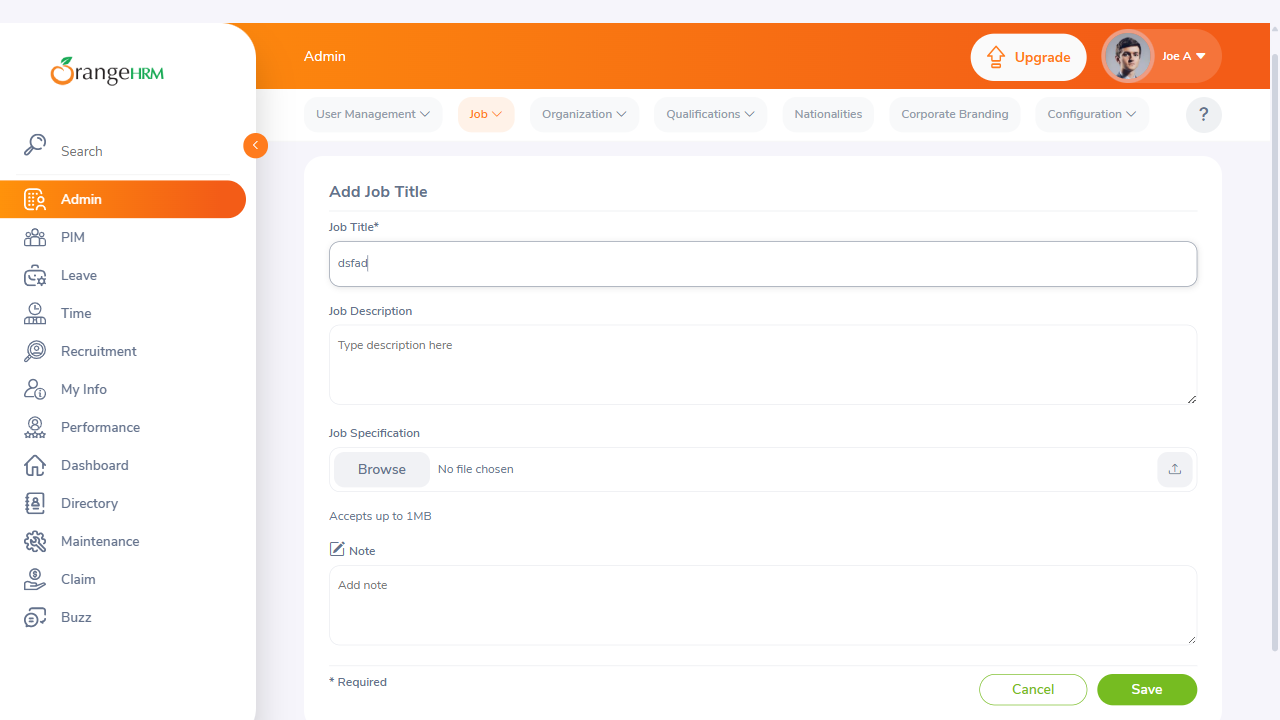 OrangeHRM
Admin
Upgrade
Joe A
User Management
Job
Organization
Qualifications
Nationalities
Corporate Branding
Configuration
?
Search
Admin
PIM
Leave
Time
Recruitment
My Info
Performance
Dashboard
Directory
Maintenance
Claim
Buzz
Add Job Title
Job Title*
dsfad
Job Description
Type description here
Job Specification
Browse No file chosen
Accepts up to 1MB
Note
Add note
* Required
Cancel
Save